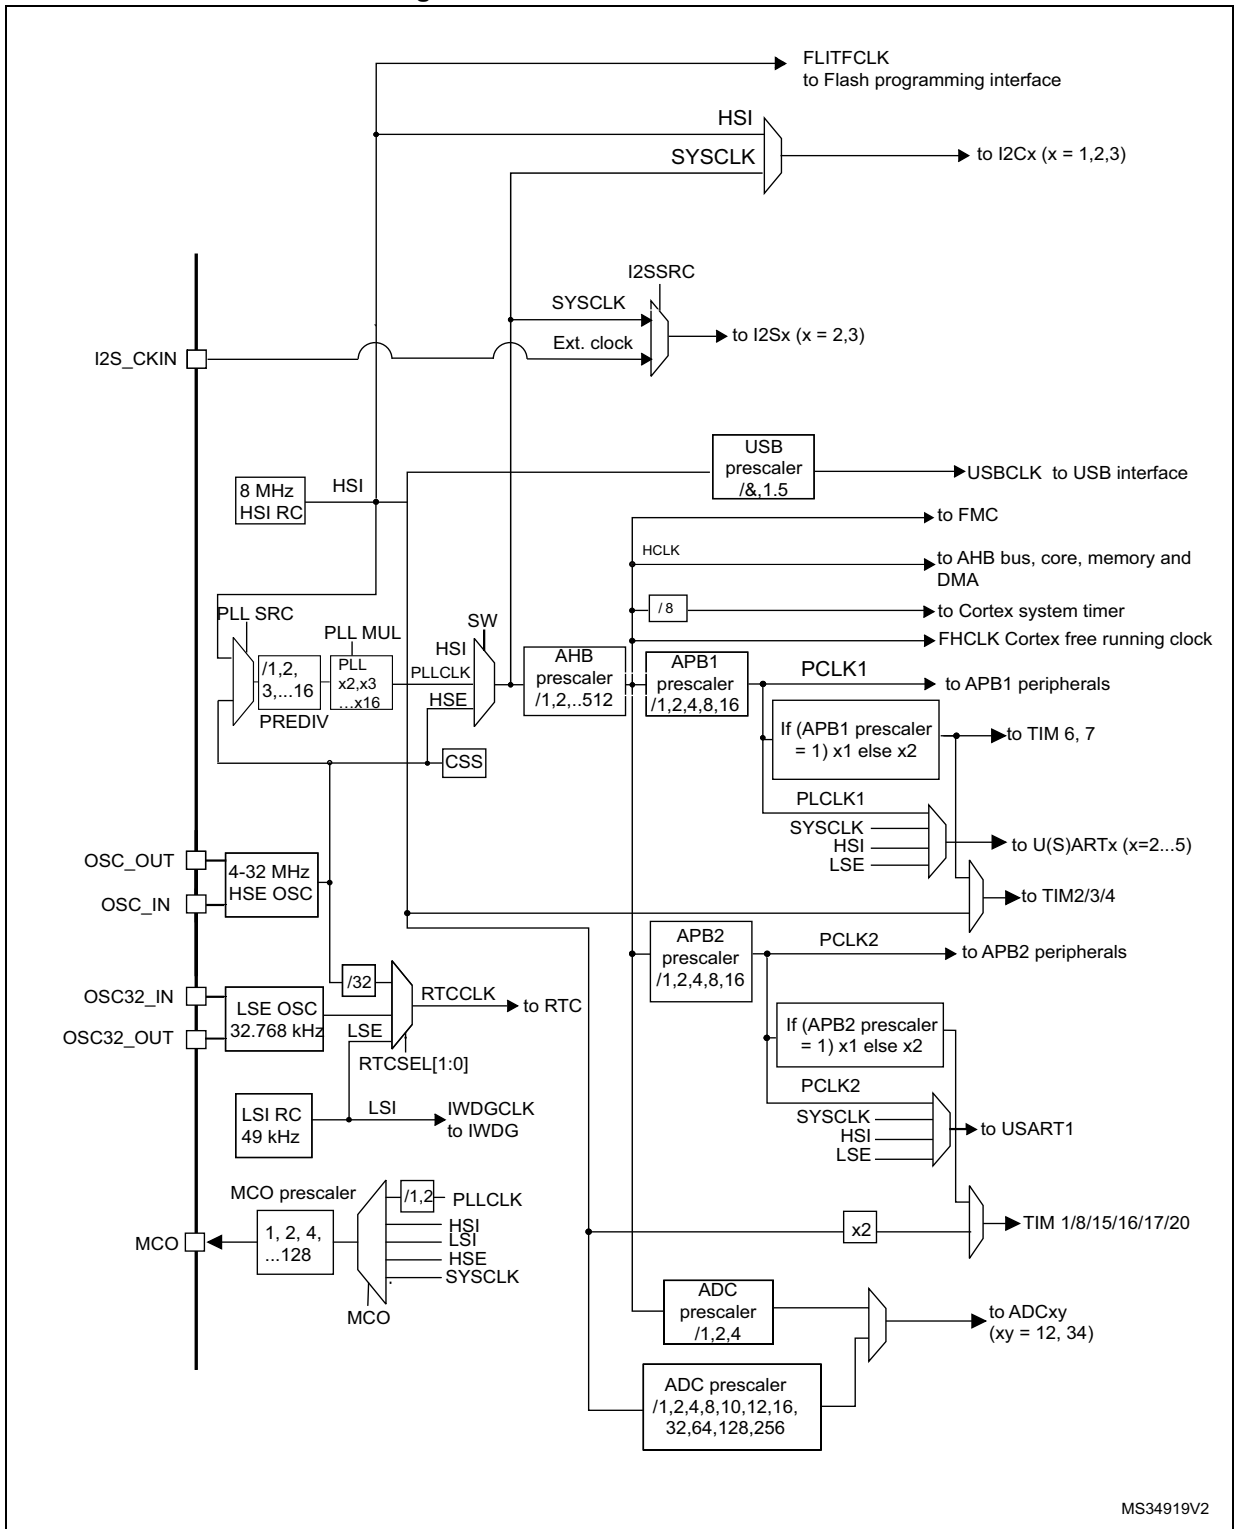 FLITFCLK
to Flash programming interface
HSI
SYSCLK
to I2Cx (x = 1,2,3)
I2SSRC
SYSCLK
to I2Sx (x = 2,3)
Ext. clock
I2S_CKIN
USB
prescaler
/&,1.5
USBCLK to USB interface
8 MHz
HSI RC
HSI
to FMC
HCLK
to AHB bus, core, memory and
DMA
/ 8
to Cortex system timer
PLL SRC
SW
PLL MUL
HSI
FHCLK Cortex free running clock
/1,2,
3,...16
PREDIV
PLL
x2,x3
...x16
PLLCLK
HSE
AHB
prescaler
/1,2,..512
APB1
prescaler
/1,2,4,8,16
PCLK1
to APB1 peripherals
If (APB1 prescaler
= 1) x1 else x2
to TIM 6, 7
CSS
PLCLK1
SYSCLK
HSI
LSE
to U(S)ARTx (x=2...5)
OSC_OUT
OSC_IN
4-32 MHz
HSE OSC
to TIM2/3/4
APB2
prescaler
/1,2,4,8,16
PCLK2
to APB2 peripherals
/32
OSC32_IN
OSC32_OUT
LSE OSC
32.768 kHz
RTCCLK
to RTC
LSE
RTCSEL[1:0]
If (APB2 prescaler
= 1) x1 else x2
PCLK2
SYSCLK
HSI
LSE
to USART1
LSI RC
49 kHz
LSI
IWDGCLK
to IWDG
MCO prescaler
/1,2
PLLCLK
HSI
LSI
HSE
SYSCLK
MCO
1, 2, 4,
...128
MCO
x2
TIM 1/8/15/16/17/20
ADC
prescaler
/1,2,4
to ADCxy
(xy = 12, 34)
ADC prescaler
/1,2,4,8,10,12,16,
32,64,128,256
MS34919V2